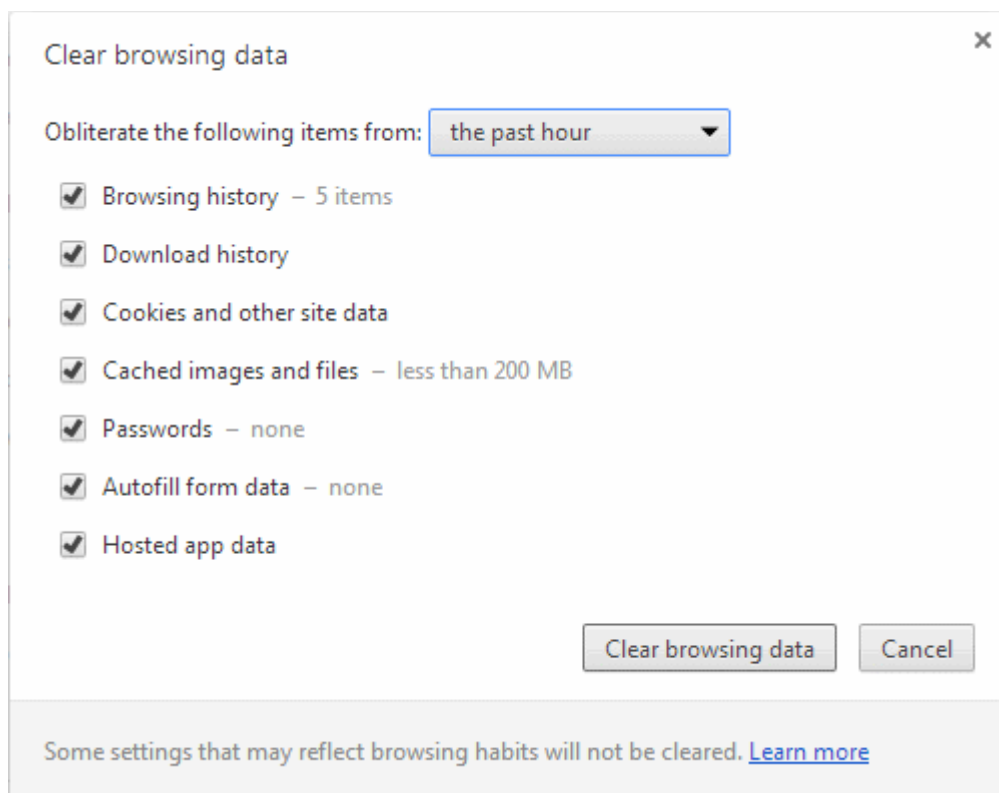 Clear browsing data
Obliterate the following items from: the past hour
Browsing history – 5 items
Download history
Cookies and other site data
Cached images and files – less than 200 MB
Passwords – none
Autofill form data – none
Hosted app data
Clear browsing data Cancel
Some settings that may reflect browsing habits will not be cleared. Learn more